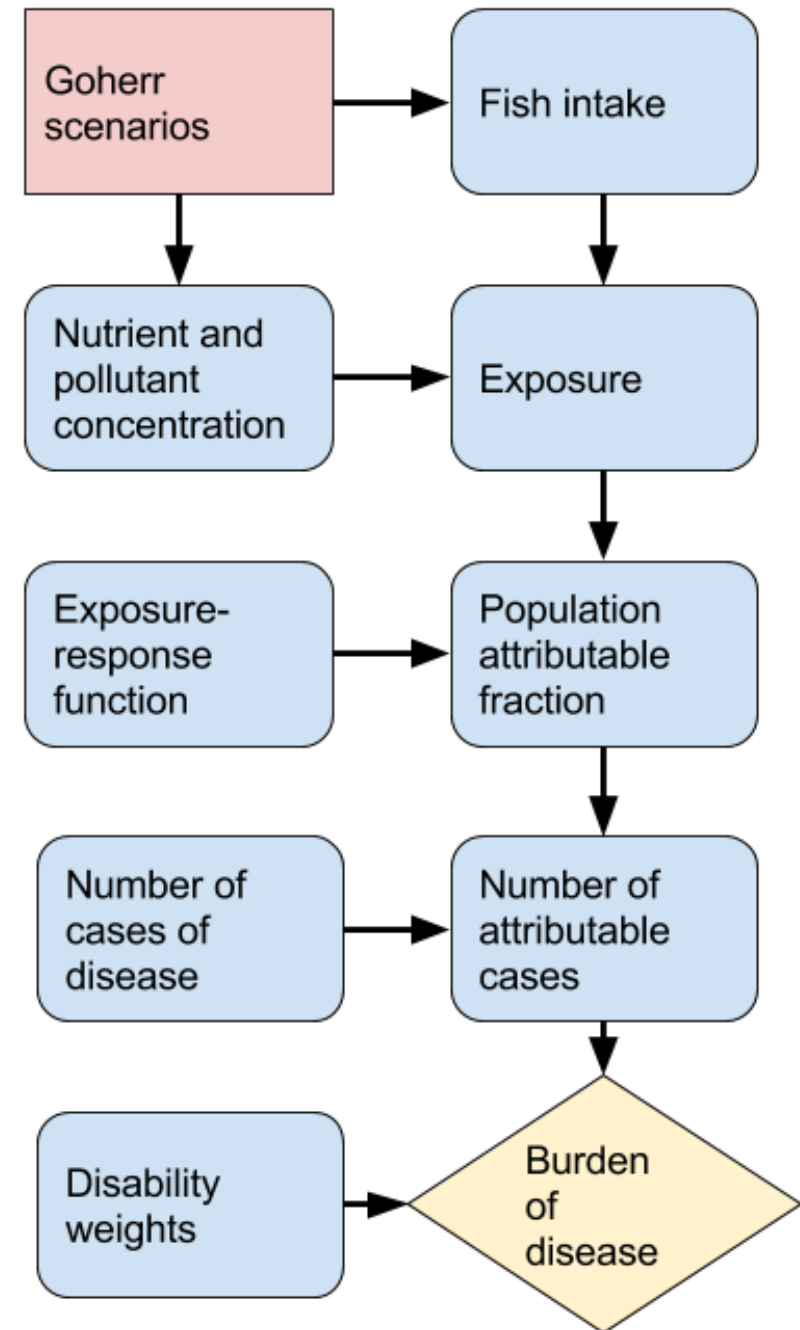 Goherr
scenarios
Fish intake
Nutrient and
pollutant
concentration
Exposure
Exposure-
response
function
Population
attributable
fraction
Number of
cases of
disease
Number of
attributable
cases
Disability
weights
Burden
of
disease